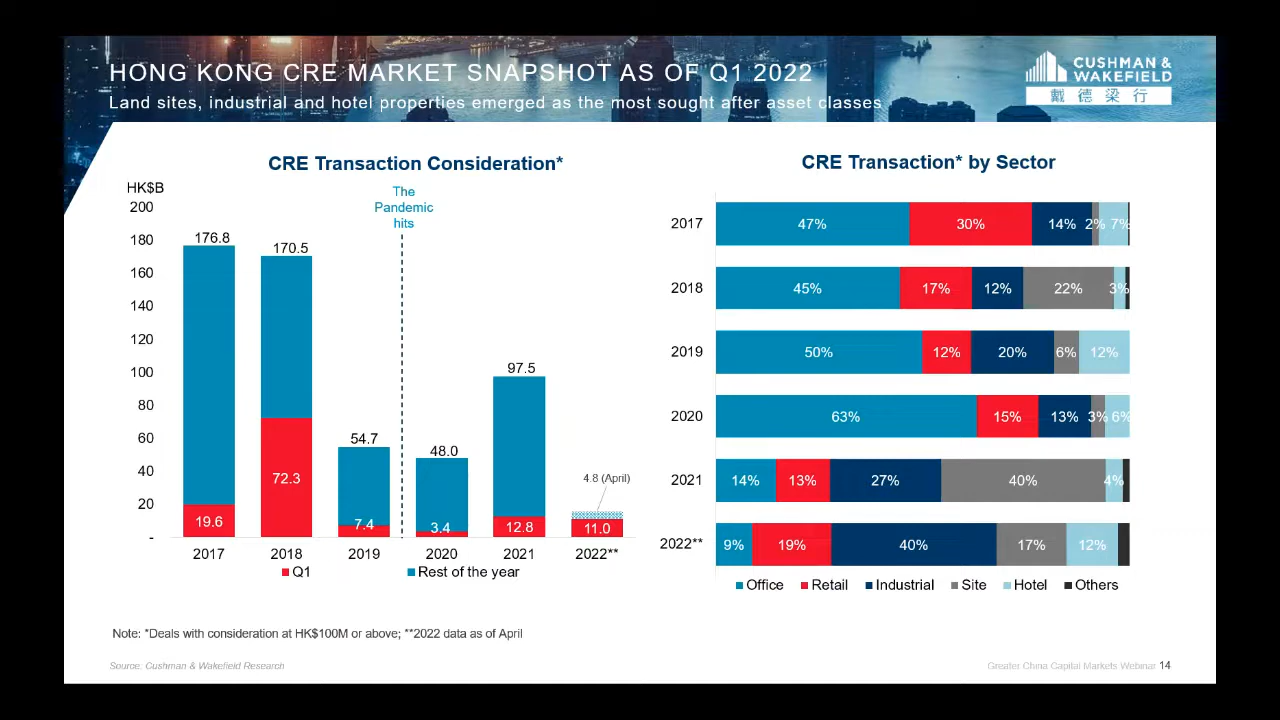 HONG KONG CRE MARKET SNAPSHOT AS OF Q1 2022
Land sites, industrial and hotel properties emerged as the most sought after asset classes
CUSHMAN &
WAKEFIELD
戴德梁行
CRE Transaction Consideration*
HK$B
200
180
160
140
120
100
80
60
40
20
-
The
Pandemic
hits
176.8
170.5
54.7
48.0
97.5
4.8 (April)
19.6
72.3
7.4
3.4
12.8
11.0
2017 2018 2019 2020 2021 2022**
Q1 Rest of the year
CRE Transaction* by Sector
2017 47% 30% 14% 2% 7%
2018 45% 17% 12% 22% 3%
2019 50% 12% 20% 6% 12%
2020 63% 15% 13% 3% 6%
2021 14% 13% 27% 40% 4%
2022** 9% 19% 40% 17% 12%
Office Retail Industrial Site Hotel Others
Note: *Deals with consideration at HK$100M or above; **2022 data as of April
Source: Cushman & Wakefield Research
Greater China Capital Markets Webinar 14